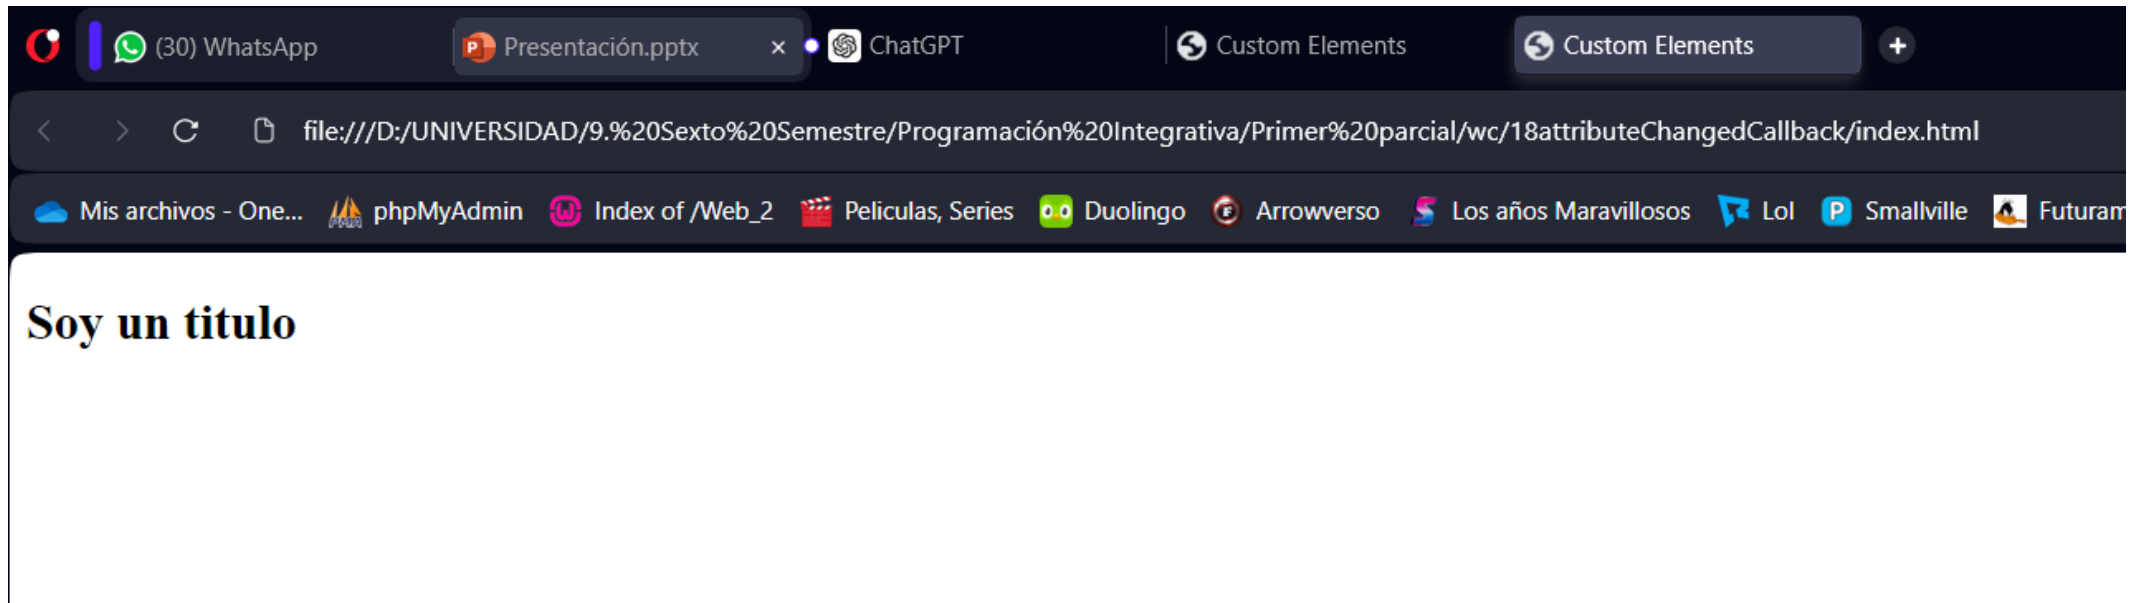 (30) WhatsApp Presentación.pptx ChatGPT Custom Elements Custom Elements
file:///D:/UNIVERSIDAD/9.%20Sexto%20Semestre/Programación%20Integrativa/Primer%20parcial/wc/18attributeChangedCallback/index.html
Mis archivos - One... phpMyAdmin Index of /Web_2 Peliculas, Series Duolingo Arrowverso Los años Maravillosos Lol Smallville Futuram
Soy un titulo